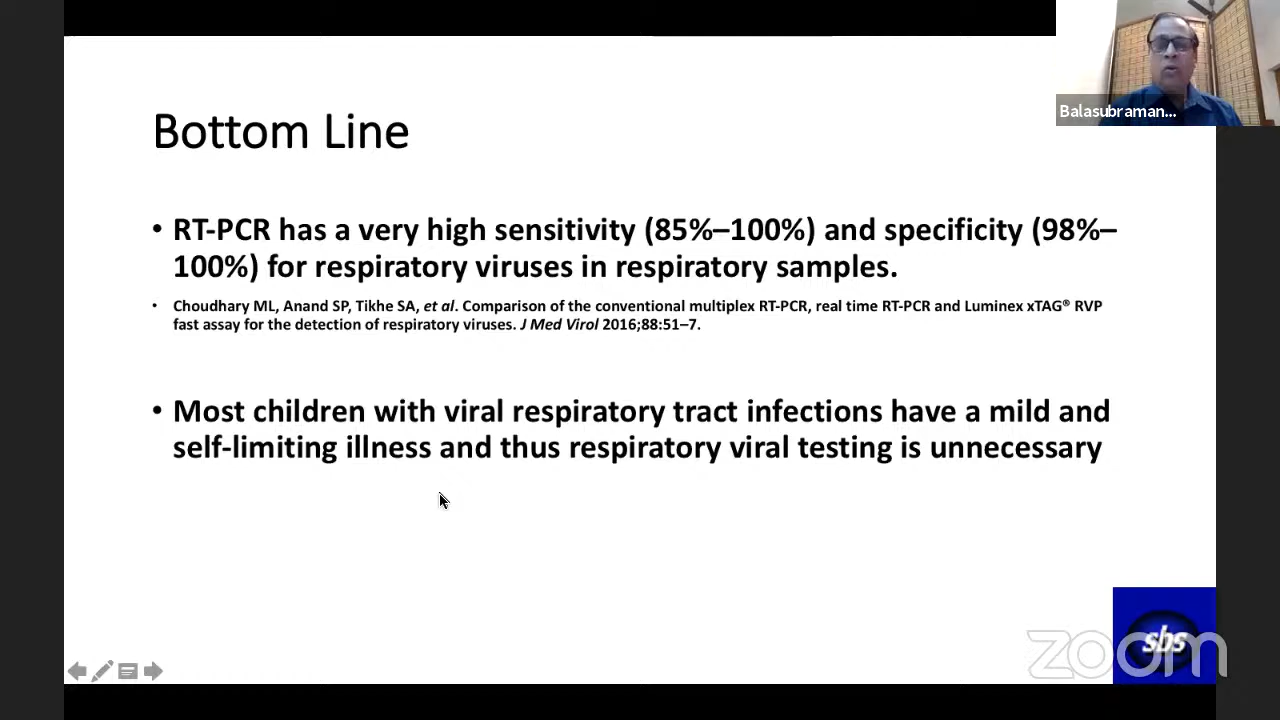 Balasubraman...
Bottom Line
• RT-PCR has a very high sensitivity (85%–100%) and specificity (98%–
100%) for respiratory viruses in respiratory samples.
• Choudhary ML, Anand SP, Tikhe SA, et al. Comparison of the conventional multiplex RT-PCR, real time RT-PCR and Luminex xTAG® RVP
fast assay for the detection of respiratory viruses. J Med Virol 2016;88:51–7.
• Most children with viral respiratory tract infections have a mild and
self-limiting illness and thus respiratory viral testing is unnecessary
sbs
zoom